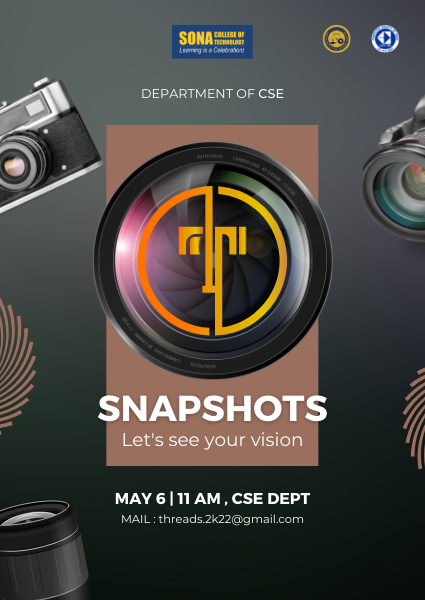 SONA COLLEGE OF
TECHNOLOGY
Learning is a Celebration!
DEPARTMENT OF CSE
SNAPSHOTS
Let's see your vision
MAY 6 | 11 AM , CSE DEPT
MAIL : threads.2k22@gmail.com